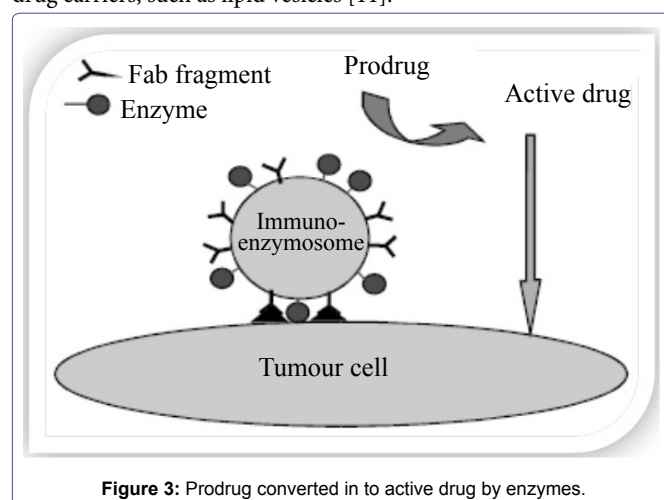 drug carriers, such as lipid vesicles [11].
Fab fragment
Enzyme
Prodrug
Active drug
Immuno-
enzymosome
Tumour cell
Figure 3: Prodrug converted in to active drug by enzymes.